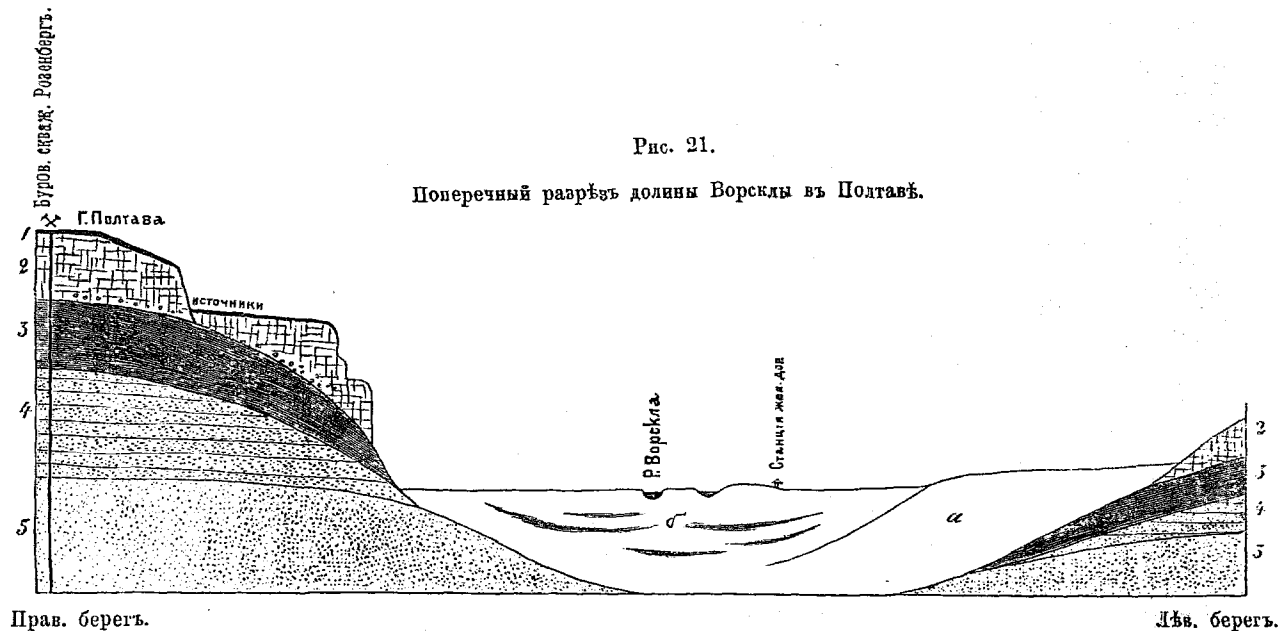 Буров. скваж. Розенбергъ.
Рис. 21.
Поперечный разрѣзъ долины Ворсклы въ Полтавѣ.
Г. Полтава
1
2
источники
3
4
5
Р. Ворскла
Станція жел. дор
б
а
2
3
4
5
Прав. берегъ.
Лѣв. берегъ.